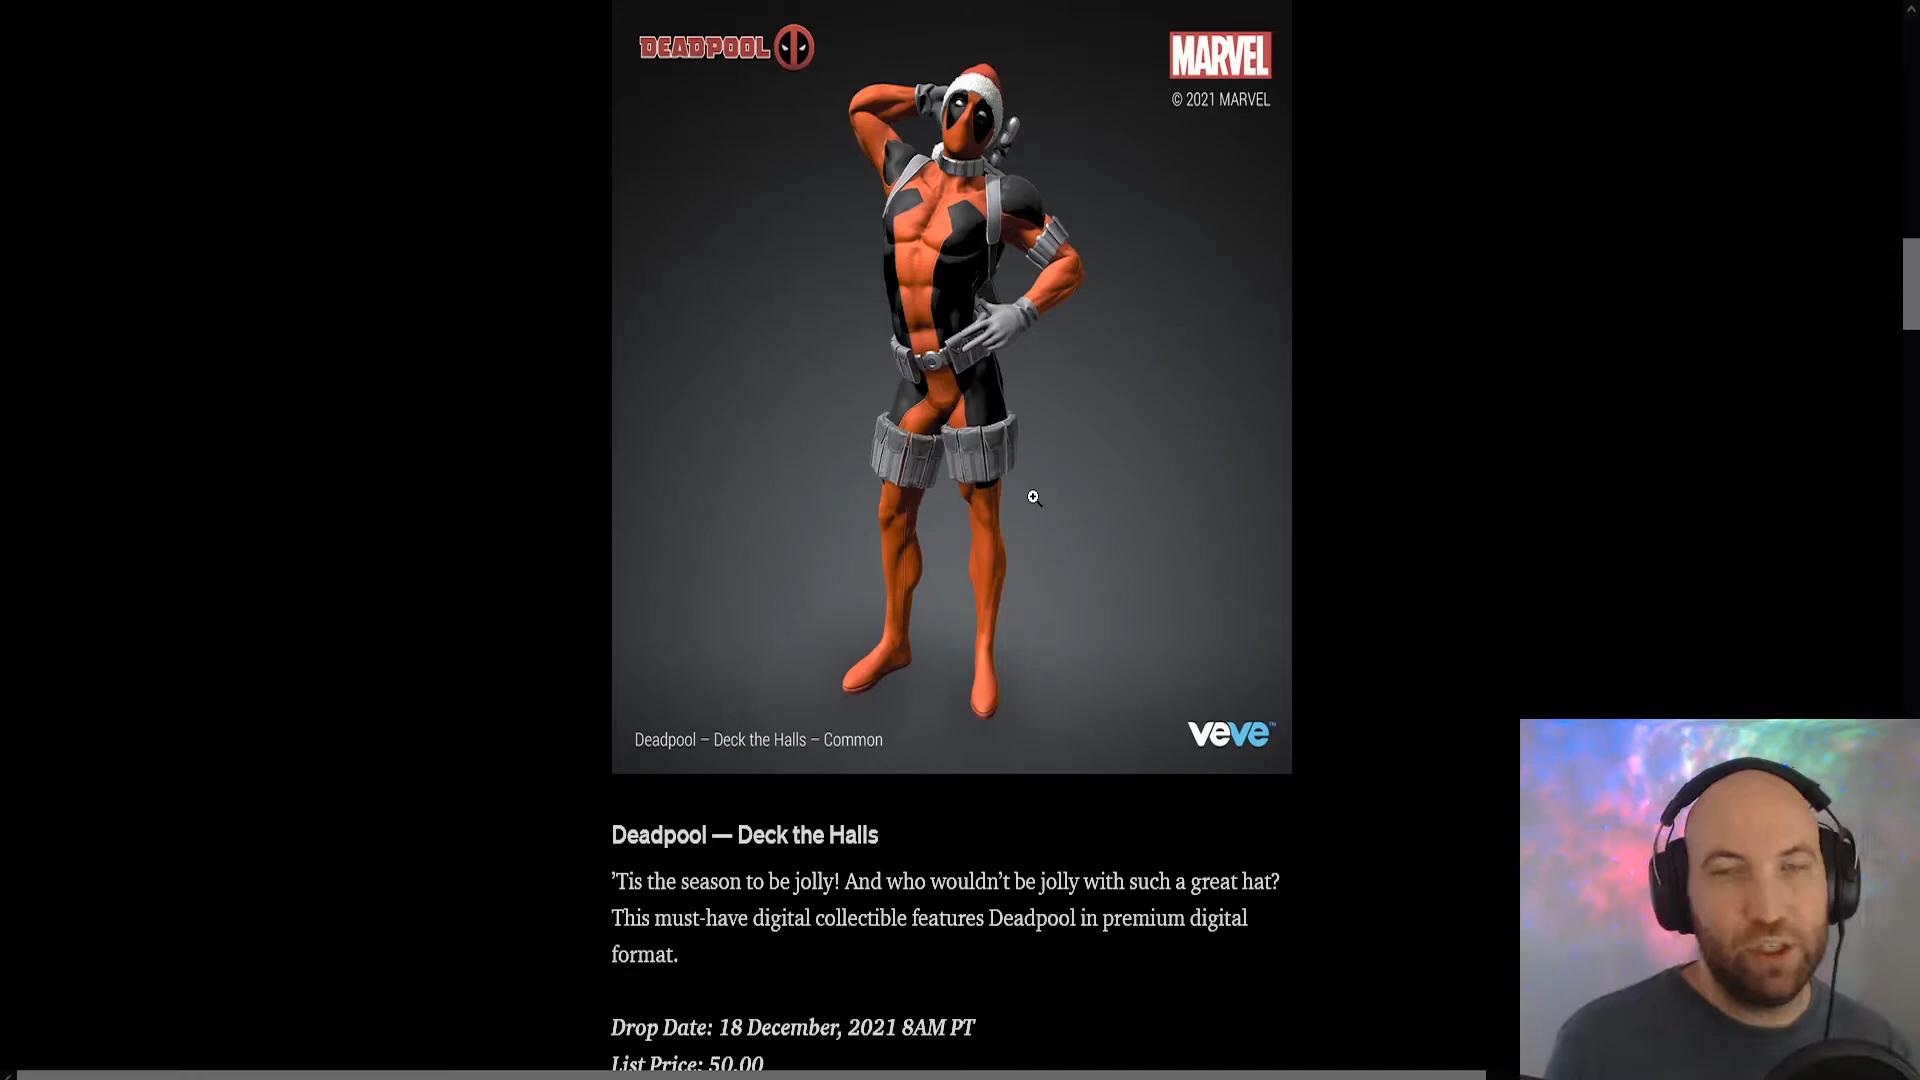 DEADPOOL
MARVEL
© 2021 MARVEL
Deadpool – Deck the Halls – Common
veve™
Deadpool — Deck the Halls
’Tis the season to be jolly! And who wouldn’t be jolly with such a great hat?
This must-have digital collectible features Deadpool in premium digital
format.
Drop Date: 18 December, 2021 8AM PT
List Price: 50.00